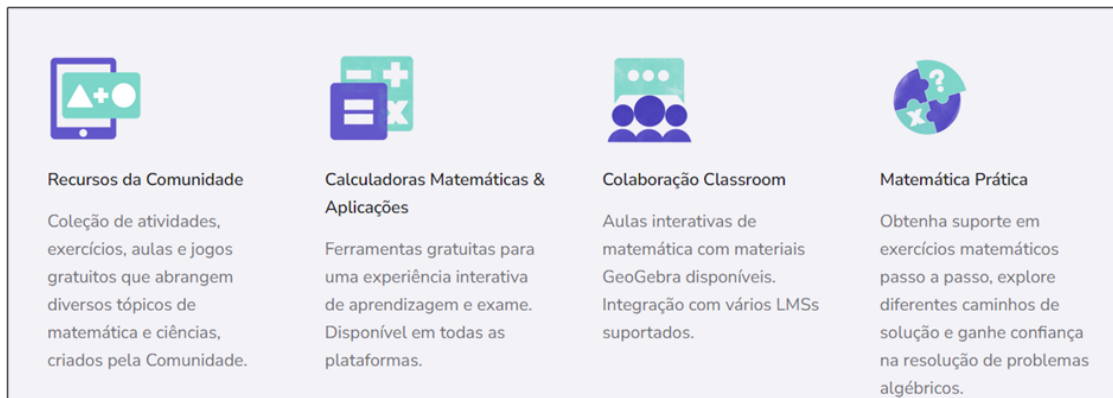 Recursos da Comunidade
Coleção de atividades,
exercícios, aulas e jogos
gratuitos que abrangem
diversos tópicos de
matemática e ciências,
criados pela Comunidade.
Calculadoras Matemáticas &
Aplicações
Ferramentas gratuitas para
uma experiência interativa
de aprendizagem e exame.
Disponível em todas as
plataformas.
Colaboração Classroom
Aulas interativas de
matemática com materiais
GeoGebra disponíveis.
Integração com vários LMSs
suportados.
Matemática Prática
Obtenha suporte em
exercícios matemáticos
passo a passo, explore
diferentes caminhos de
solução e ganhe confiança
na resolução de problemas
algébricos.